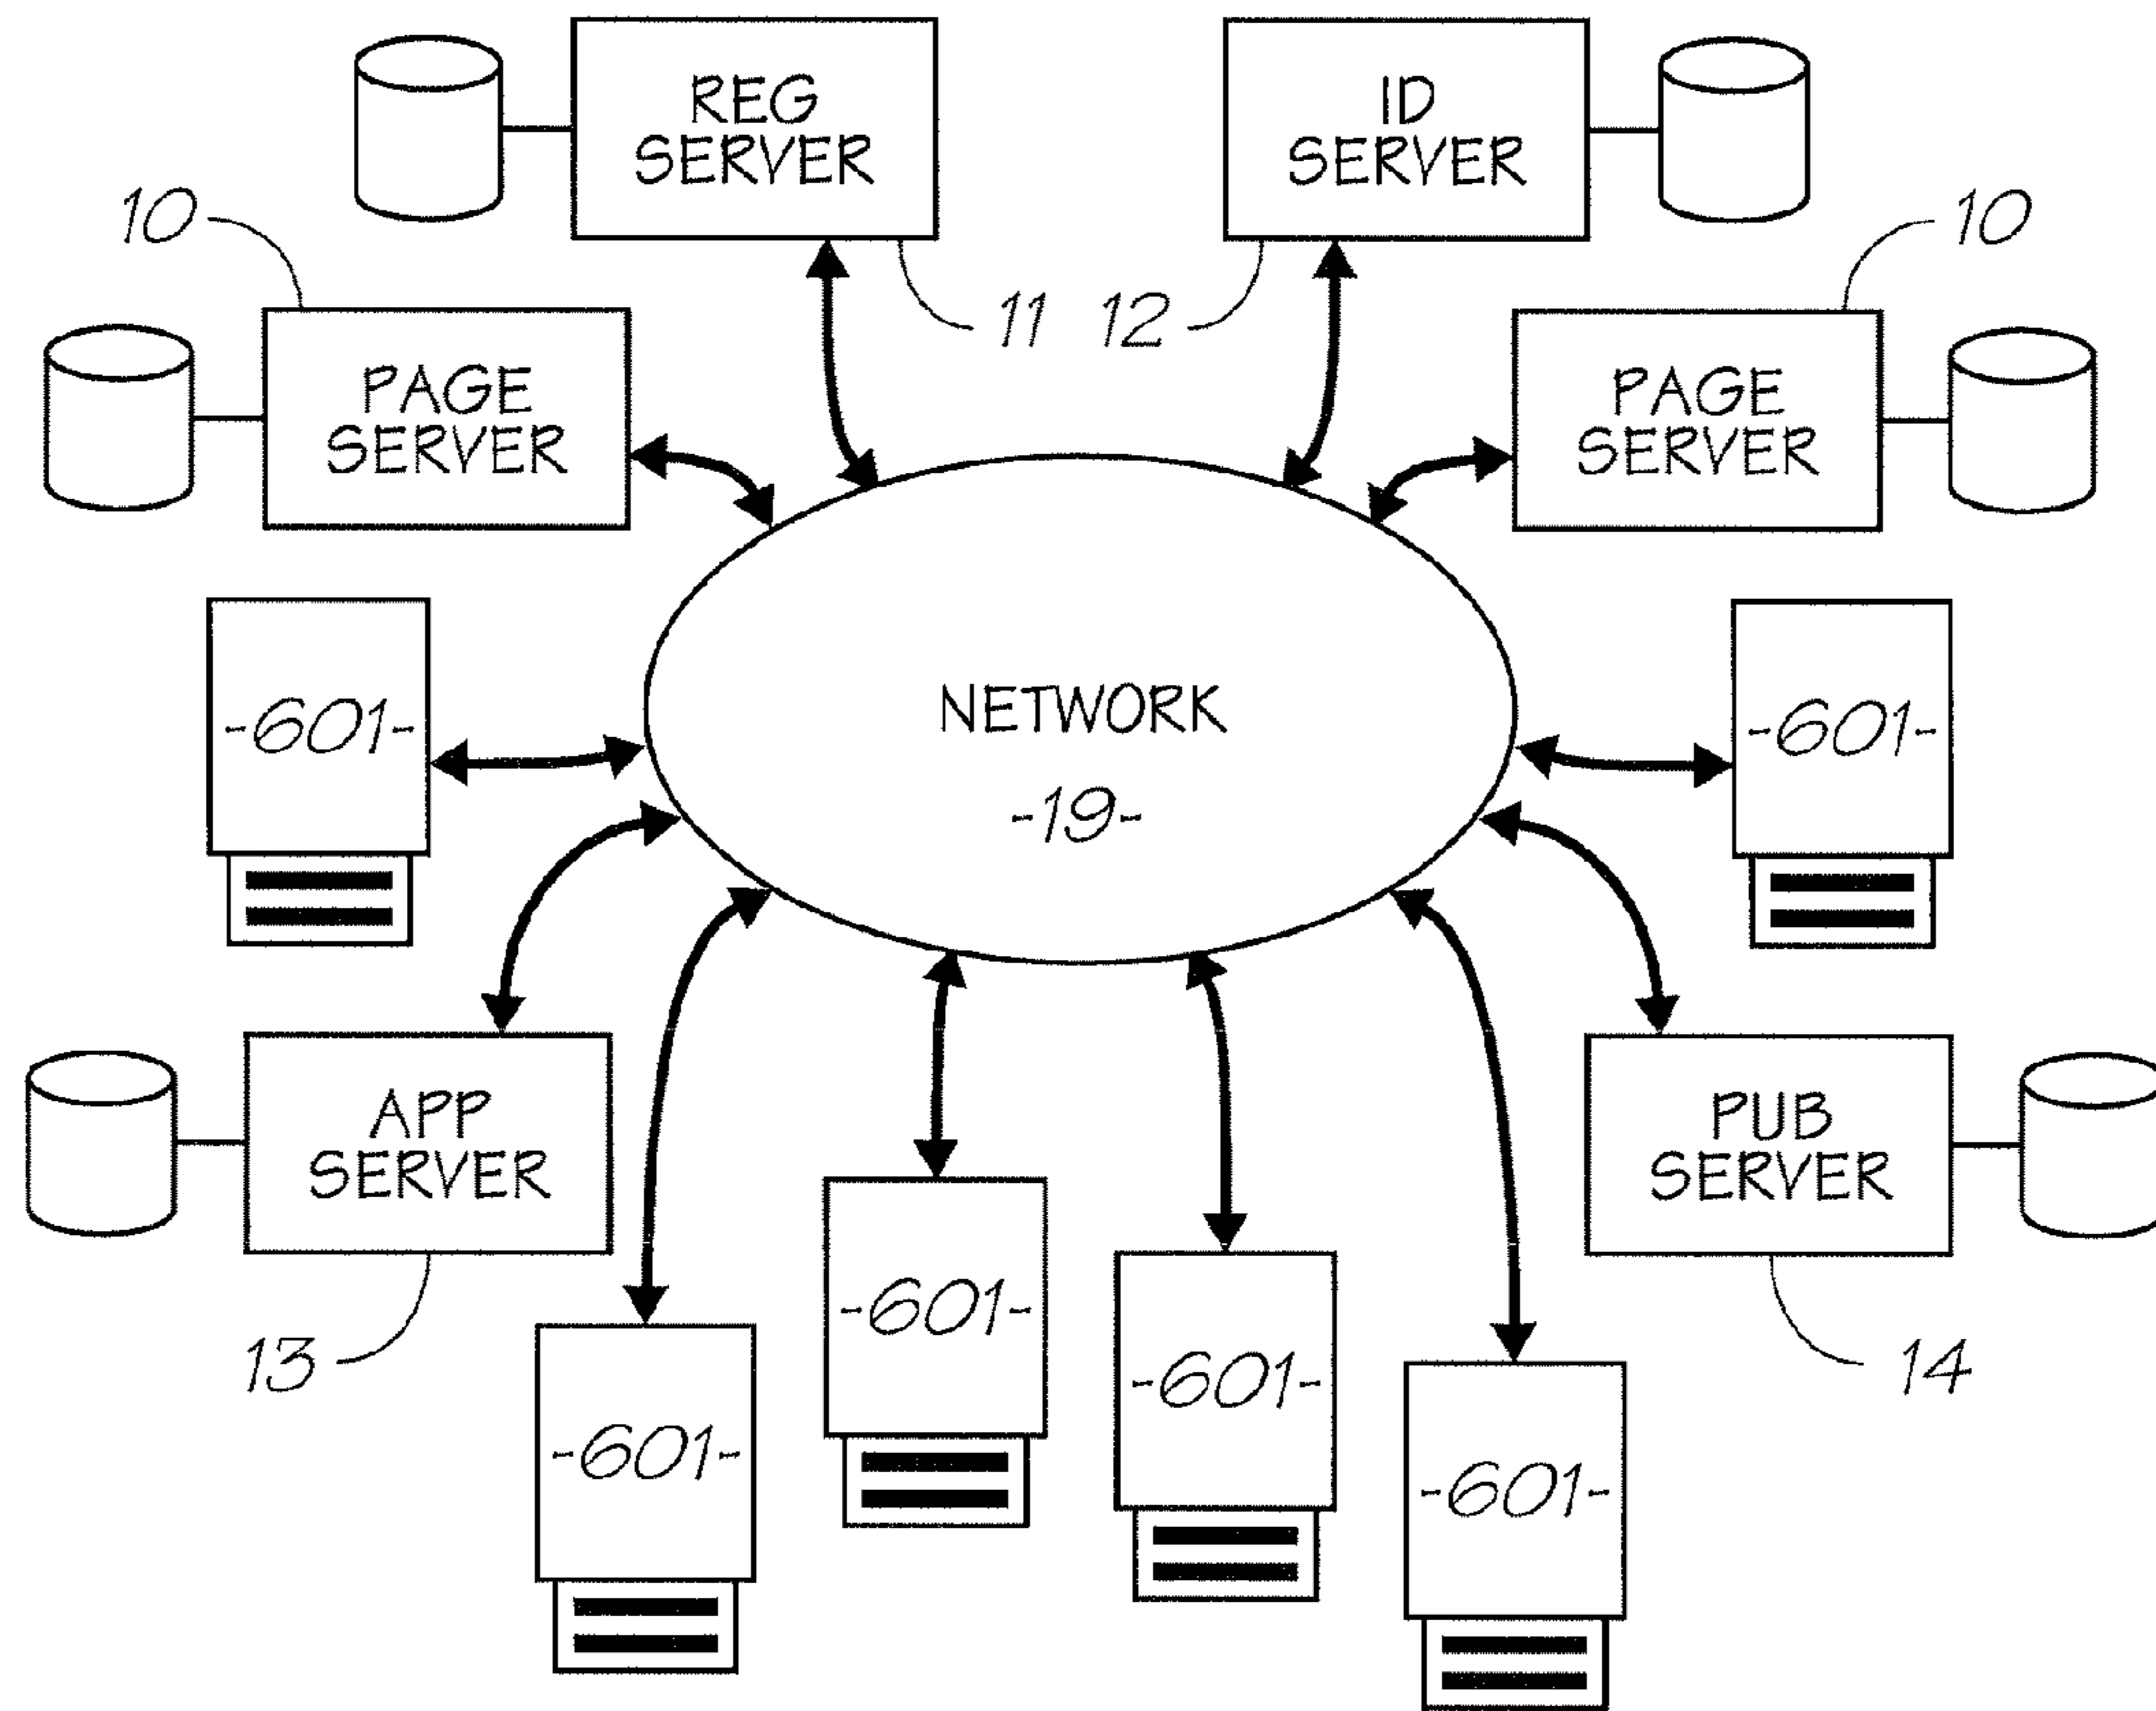 REG
SERVER
ID
SERVER
10
10
11
12
PAGE
SERVER
PAGE
SERVER
-601-
NETWORK
-19-
-601-
APP
SERVER
PUB
SERVER
13
-601-
-601-
-601-
-601-
14